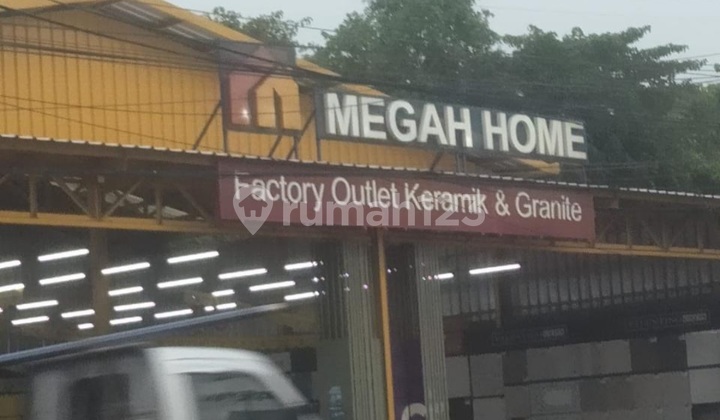 MEGAH HOME
Factory Outlet Keramik & Granite
rumah123